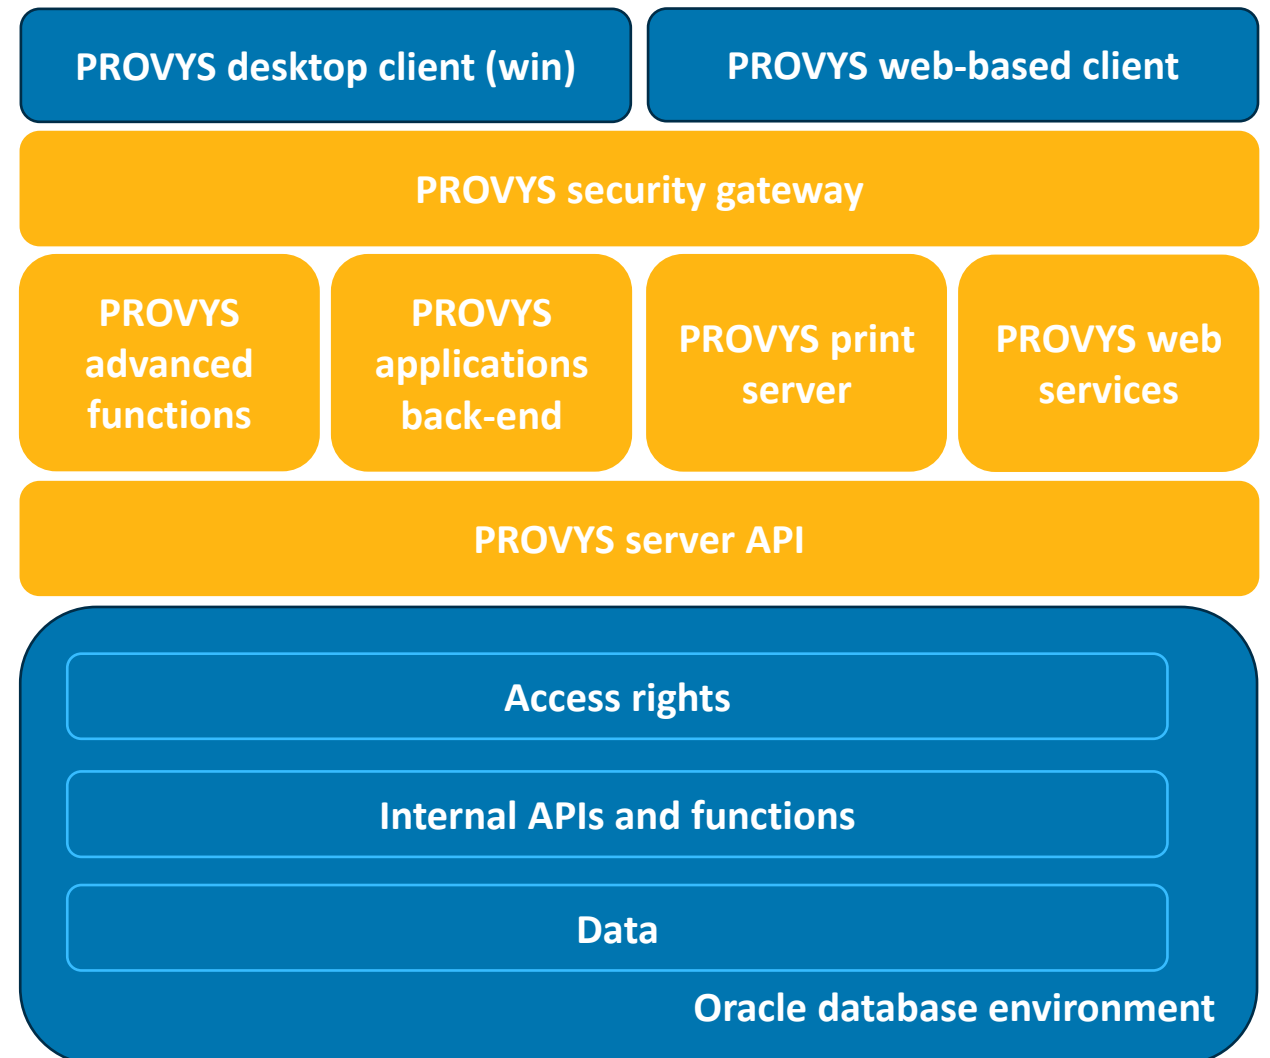 PROVYS desktop client (win)
PROVYS web-based client
PROVYS security gateway
PROVYS
advanced
functions
PROVYS
applications
back-end
PROVYS print
server
PROVYS web
services
PROVYS server API
Access rights
Internal APIs and functions
Data
Oracle database environment